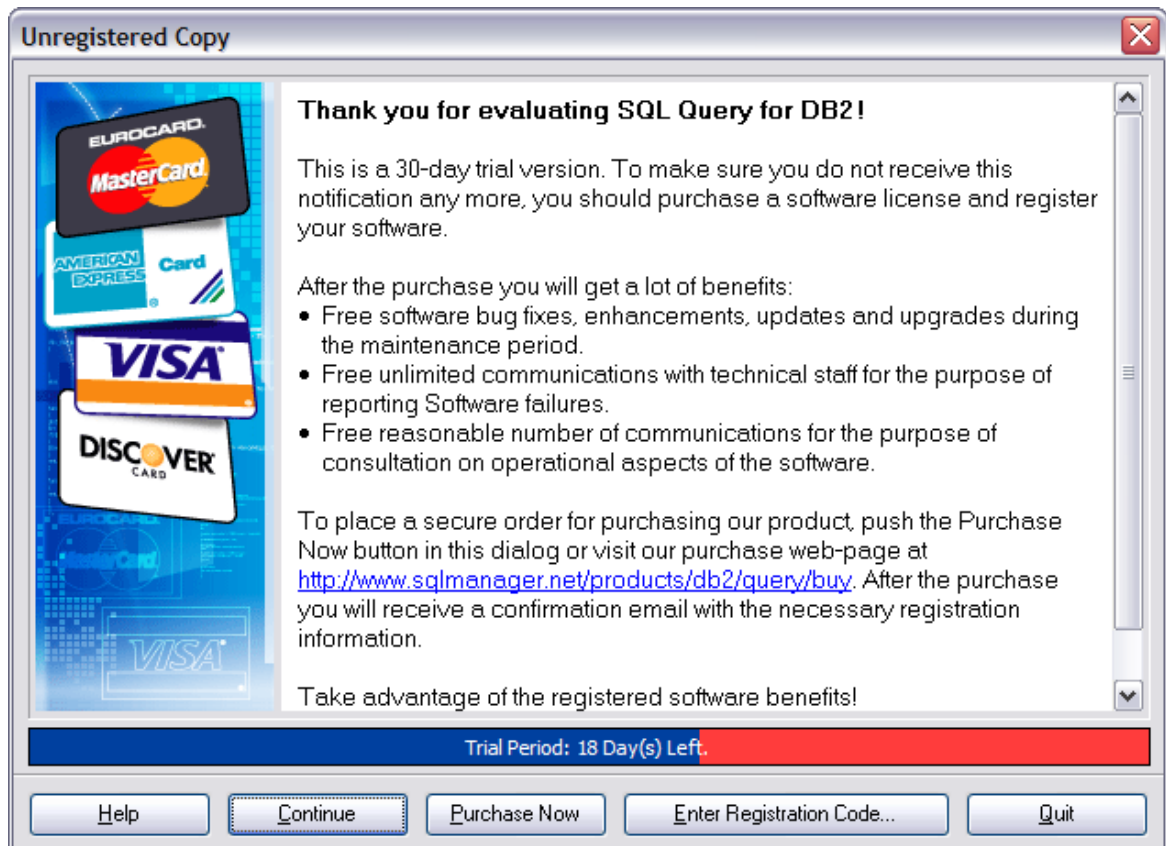 Unregistered Copy
EUROCARD.
MasterCard
AMERICAN EXPRESS Card
VISA
DISCOVER
CARD
EUROCARD.
MasterCard
VISA
Thank you for evaluating SQL Query for DB2!
This is a 30-day trial version. To make sure you do not receive this
notification any more, you should purchase a software license and register
your software.
After the purchase you will get a lot of benefits:
• Free software bug fixes, enhancements, updates and upgrades during
the maintenance period.
• Free unlimited communications with technical staff for the purpose of
reporting Software failures.
• Free reasonable number of communications for the purpose of
consultation on operational aspects of the software.
To place a secure order for purchasing our product, push the Purchase
Now button in this dialog or visit our purchase web-page at
http://www.sqlmanager.net/products/db2/query/buy. After the purchase
you will receive a confirmation email with the necessary registration
information.
Take advantage of the registered software benefits!
Trial Period: 18 Day(s) Left.
Help Continue Purchase Now Enter Registration Code... Quit